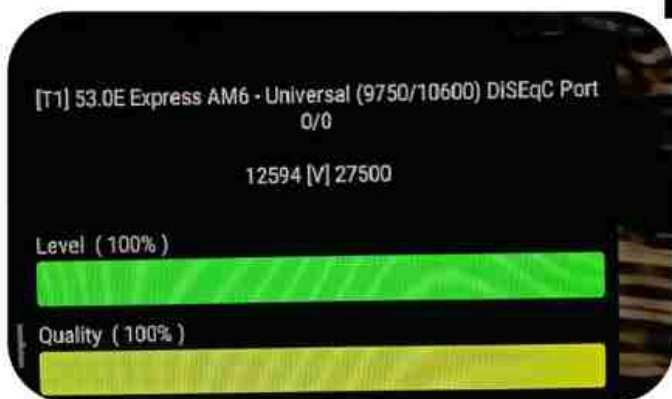 [T1] 53.0E Express AM6 - Universal (9750/10600) DiSEqC Port
0/0
12594 [V] 27500
Level ( 100% )
Quality ( 100% )